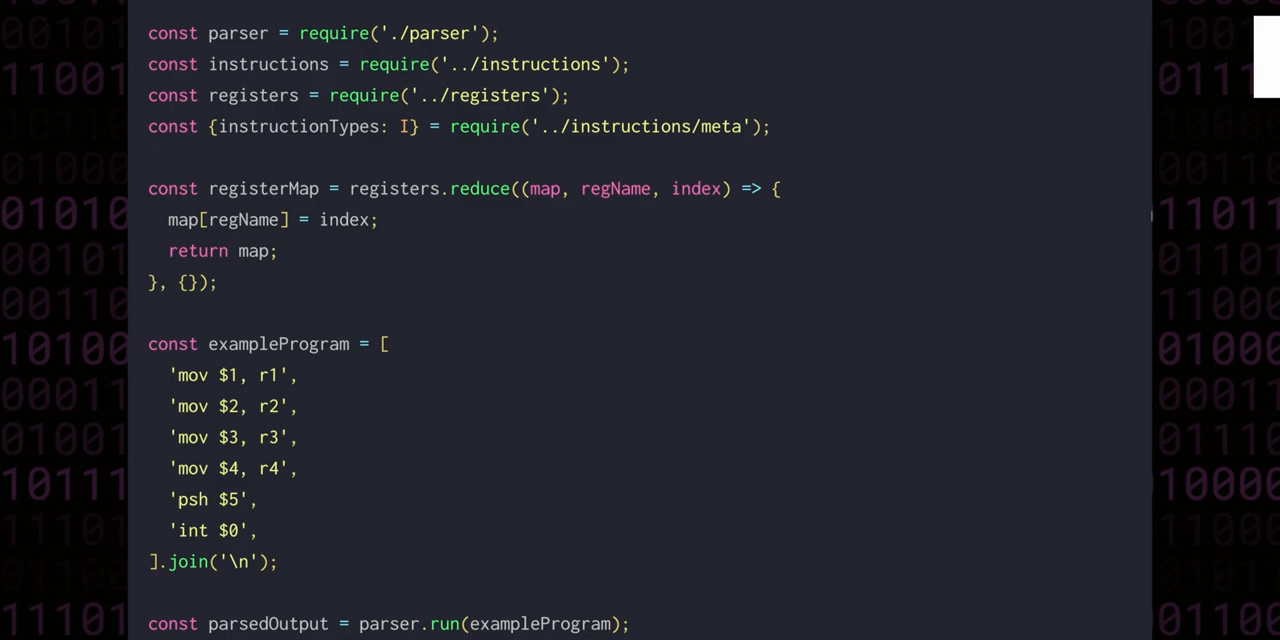 const parser = require('./parser');
const instructions = require('../instructions');
const registers = require('../registers');
const {instructionTypes: I} = require('../instructions/meta');
const registerMap = registers.reduce((map, regName, index) => {
  map[regName] = index;
  return map;
}, {});
const exampleProgram = [
  'mov $1, r1',
  'mov $2, r2',
  'mov $3, r3',
  'mov $4, r4',
  'psh $5',
  'int $0',
].join('\n');
const parsedOutput = parser.run(exampleProgram);